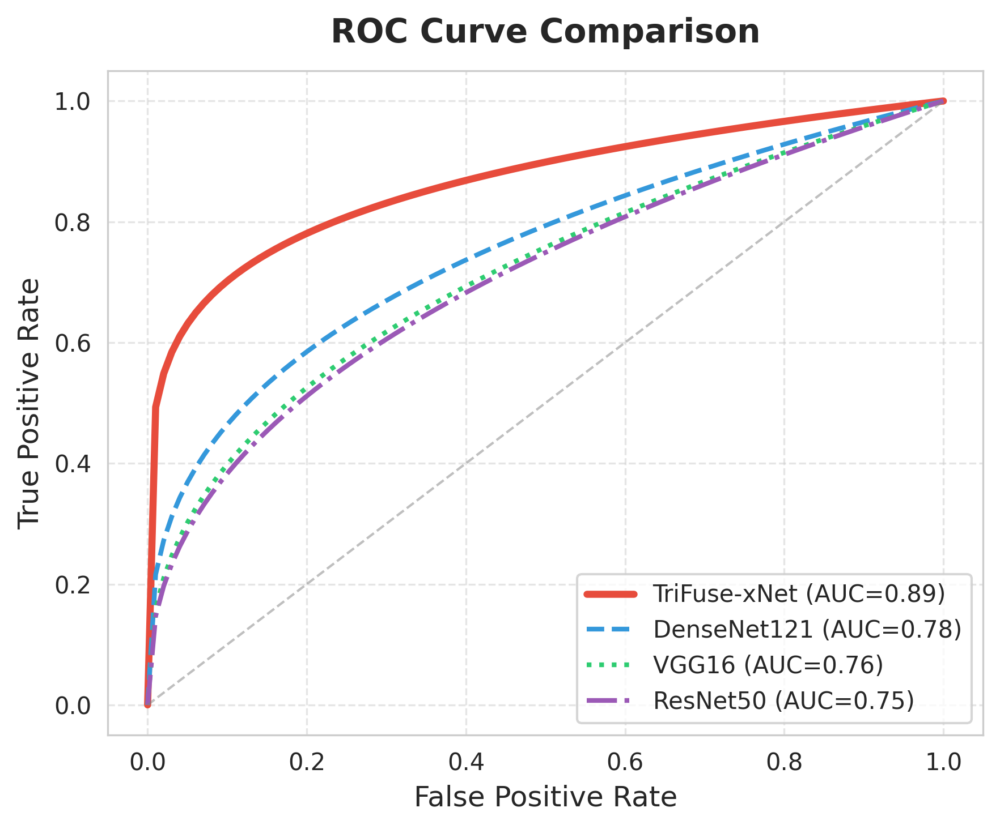 ROC Curve Comparison
True Positive Rate
1.0
0.8
0.6
0.4
0.2
0.0
TriFuse-xNet (AUC=0.89)
DenseNet121 (AUC=0.78)
VGG16 (AUC=0.76)
ResNet50 (AUC=0.75)
0.0 0.2 0.4 0.6 0.8 1.0
False Positive Rate